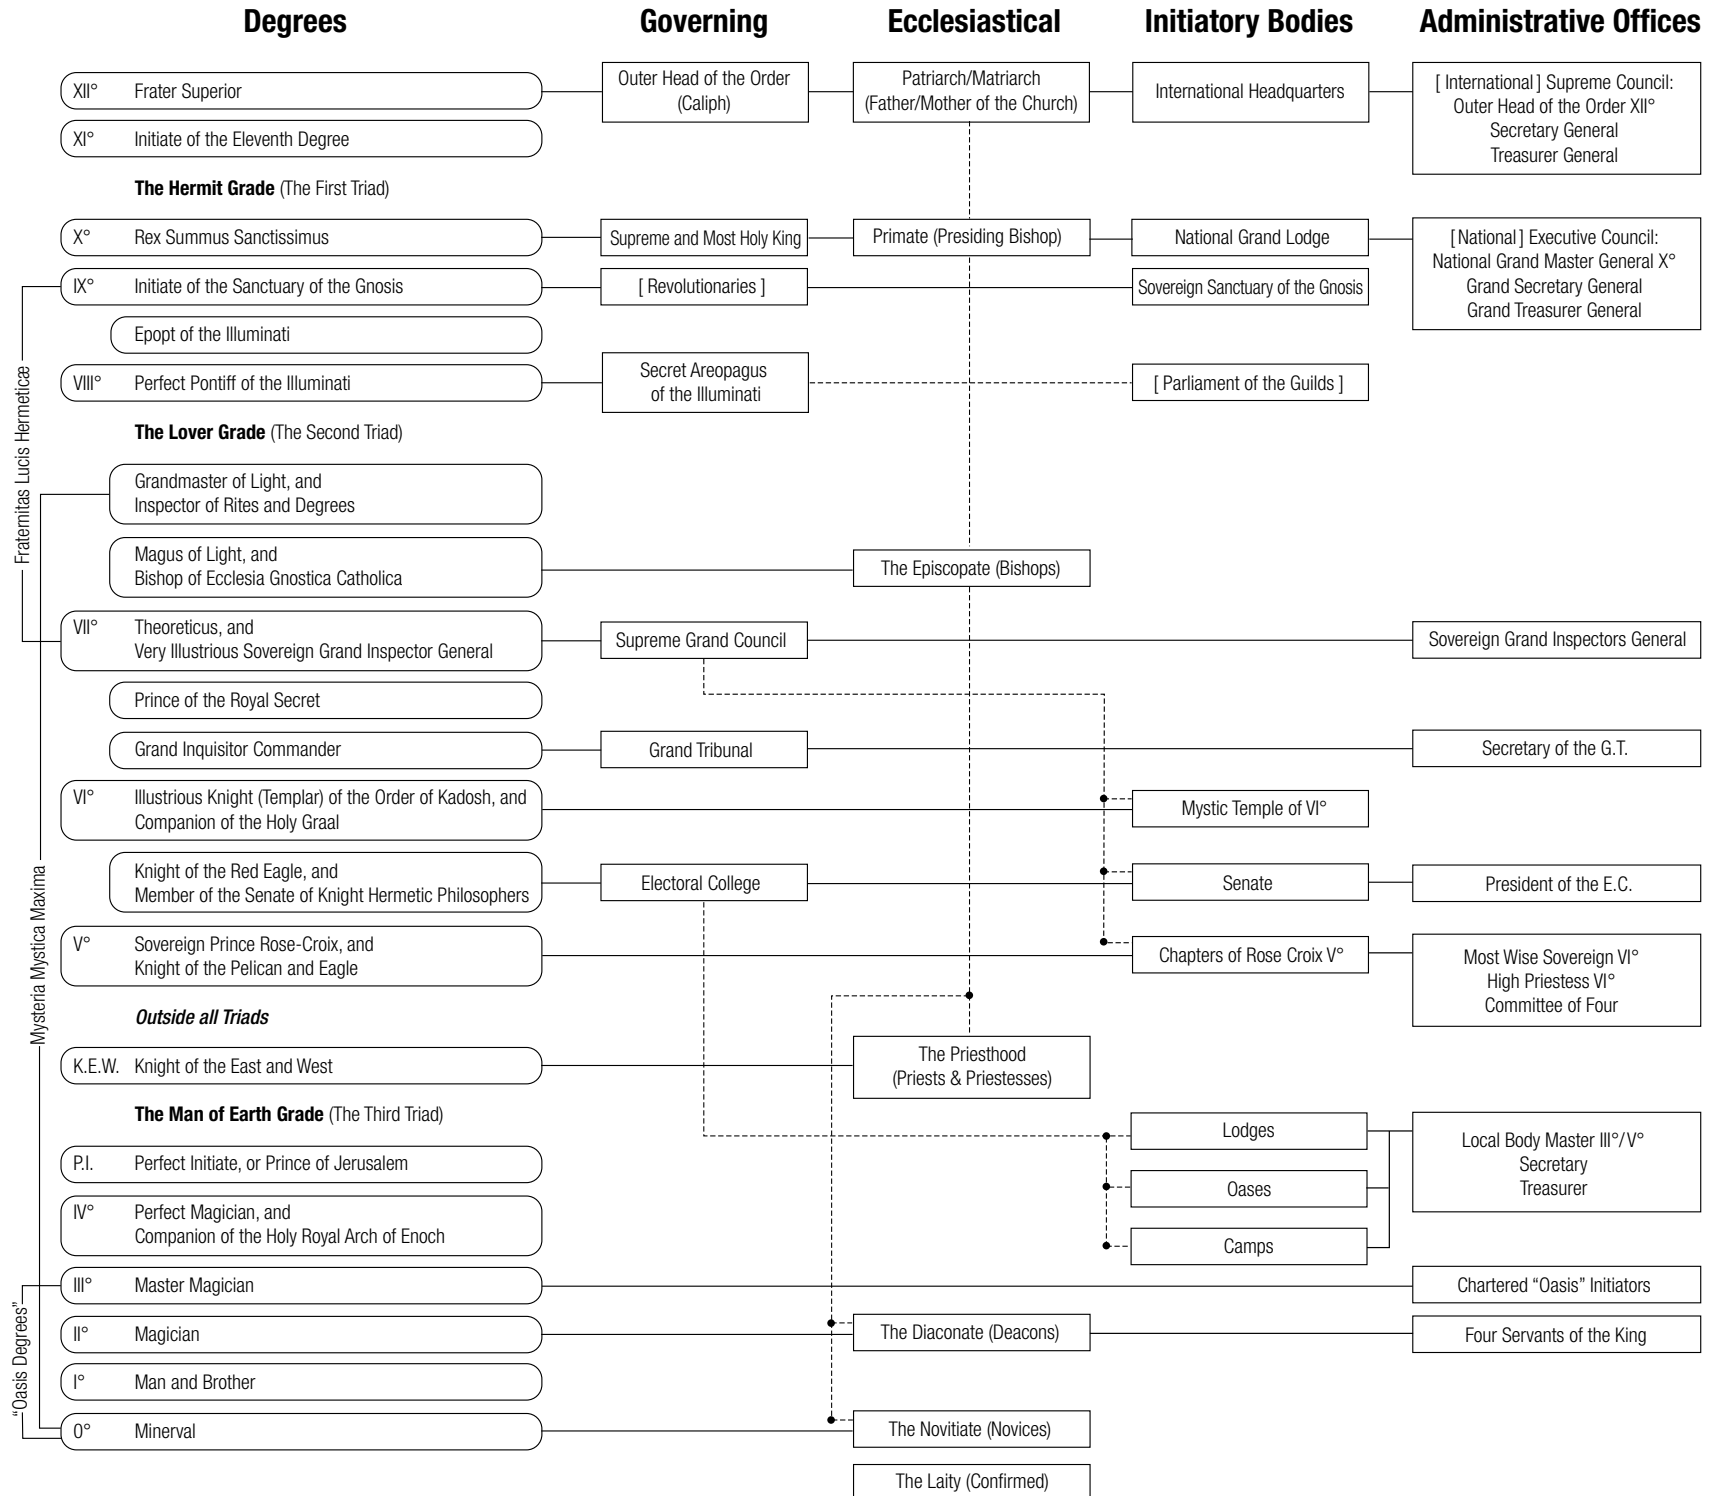 Degrees
Governing
Ecclesiastical
Initiatory Bodies
Administrative Offices
XII° Frater Superior
Outer Head of the Order
(Caliph)
Patriarch/Matriarch
(Father/Mother of the Church)
International Headquarters
[ International ] Supreme Council:
Outer Head of the Order XII°
Secretary General
Treasurer General
XI° Initiate of the Eleventh Degree
The Hermit Grade (The First Triad)
X° Rex Summus Sanctissimus
Supreme and Most Holy King
Primate (Presiding Bishop)
National Grand Lodge
[ National ] Executive Council:
National Grand Master General X°
Grand Secretary General
Grand Treasurer General
IX° Initiate of the Sanctuary of the Gnosis
[ Revolutionaries ]
Sovereign Sanctuary of the Gnosis
Epopt of the Illuminati
VIII° Perfect Pontiff of the Illuminati
Secret Areopagus
of the Illuminati
[ Parliament of the Guilds ]
Fraternitas Lucis Hermeticæ
The Lover Grade (The Second Triad)
Grandmaster of Light, and
Inspector of Rites and Degrees
Magus of Light, and
Bishop of Ecclesia Gnostica Catholica
The Episcopate (Bishops)
VII° Theoreticus, and
Very Illustrious Sovereign Grand Inspector General
Supreme Grand Council
Sovereign Grand Inspectors General
Prince of the Royal Secret
Grand Inquisitor Commander
Grand Tribunal
Secretary of the G.T.
VI° Illustrious Knight (Templar) of the Order of Kadosh, and
Companion of the Holy Graal
Mystic Temple of VI°
Knight of the Red Eagle, and
Member of the Senate of Knight Hermetic Philosophers
Electoral College
Senate
President of the E.C.
Mysteria Mystica Maxima
V° Sovereign Prince Rose-Croix, and
Knight of the Pelican and Eagle
Chapters of Rose Croix V°
Most Wise Sovereign VI°
High Priestess VI°
Committee of Four
Outside all Triads
K.E.W. Knight of the East and West
The Priesthood
(Priests & Priestesses)
The Man of Earth Grade (The Third Triad)
Lodges
Oases
Camps
Local Body Master III°/V°
Secretary
Treasurer
P.I. Perfect Initiate, or Prince of Jerusalem
IV° Perfect Magician, and
Companion of the Holy Royal Arch of Enoch
III° Master Magician
Chartered “Oasis” Initiators
“Oasis Degrees”
II° Magician
The Diaconate (Deacons)
Four Servants of the King
I° Man and Brother
0° Minerval
The Novitiate (Novices)
The Laity (Confirmed)